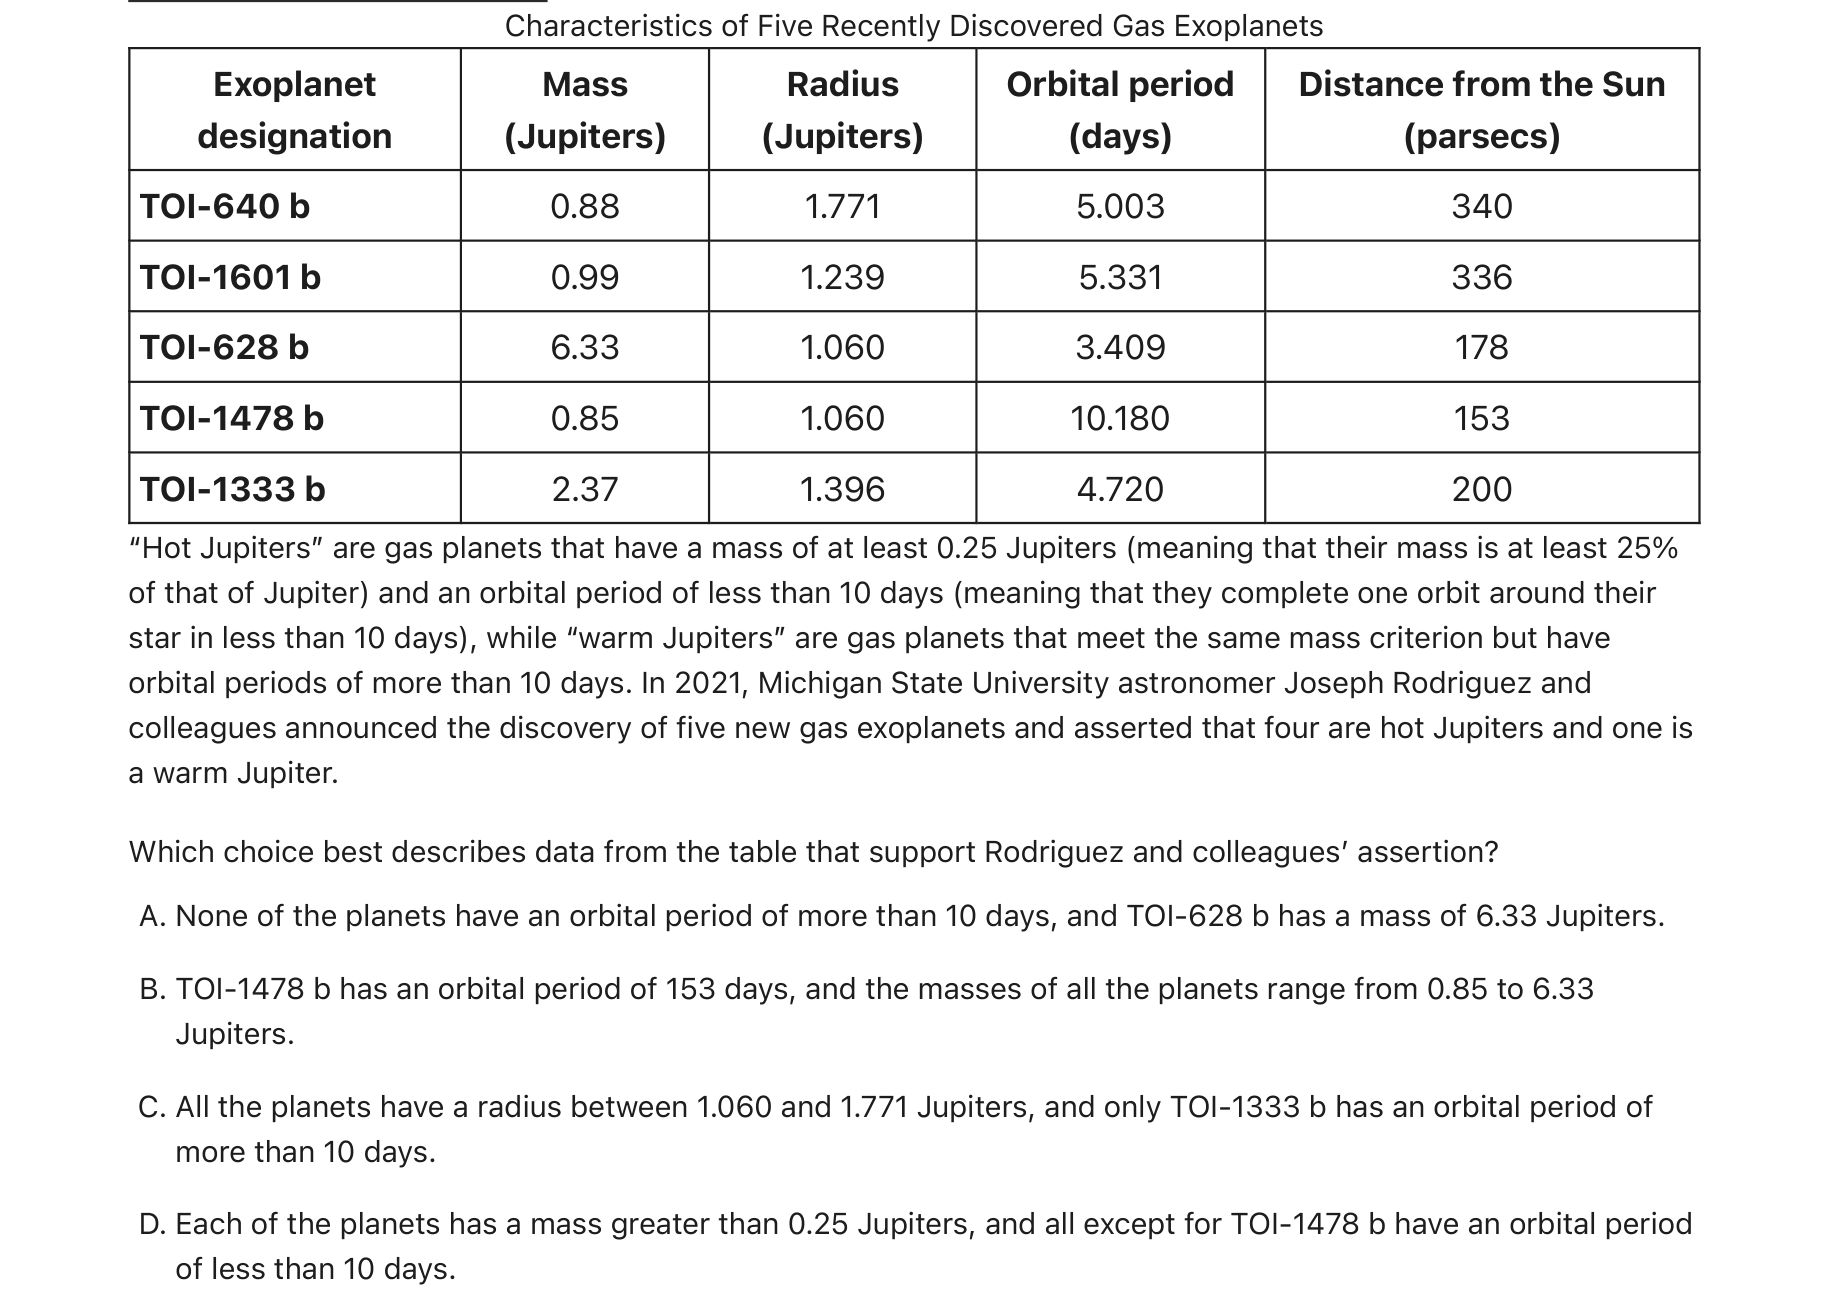 Characteristics of Five Recently Discovered Gas Exoplanets
Exoplanet designation Mass (Jupiters) Radius (Jupiters) Orbital period (days) Distance from the Sun (parsecs)
TOI-640 b 0.88 1.771 5.003 340
TOI-1601 b 0.99 1.239 5.331 336
TOI-628 b 6.33 1.060 3.409 178
TOI-1478 b 0.85 1.060 10.180 153
TOI-1333 b 2.37 1.396 4.720 200
“Hot Jupiters” are gas planets that have a mass of at least 0.25 Jupiters (meaning that their mass is at least 25%
of that of Jupiter) and an orbital period of less than 10 days (meaning that they complete one orbit around their
star in less than 10 days), while “warm Jupiters” are gas planets that meet the same mass criterion but have
orbital periods of more than 10 days. In 2021, Michigan State University astronomer Joseph Rodriguez and
colleagues announced the discovery of five new gas exoplanets and asserted that four are hot Jupiters and one is
a warm Jupiter.
Which choice best describes data from the table that support Rodriguez and colleagues’ assertion?
A. None of the planets have an orbital period of more than 10 days, and TOI-628 b has a mass of 6.33 Jupiters.
B. TOI-1478 b has an orbital period of 153 days, and the masses of all the planets range from 0.85 to 6.33
Jupiters.
C. All the planets have a radius between 1.060 and 1.771 Jupiters, and only TOI-1333 b has an orbital period of
more than 10 days.
D. Each of the planets has a mass greater than 0.25 Jupiters, and all except for TOI-1478 b have an orbital period
of less than 10 days.